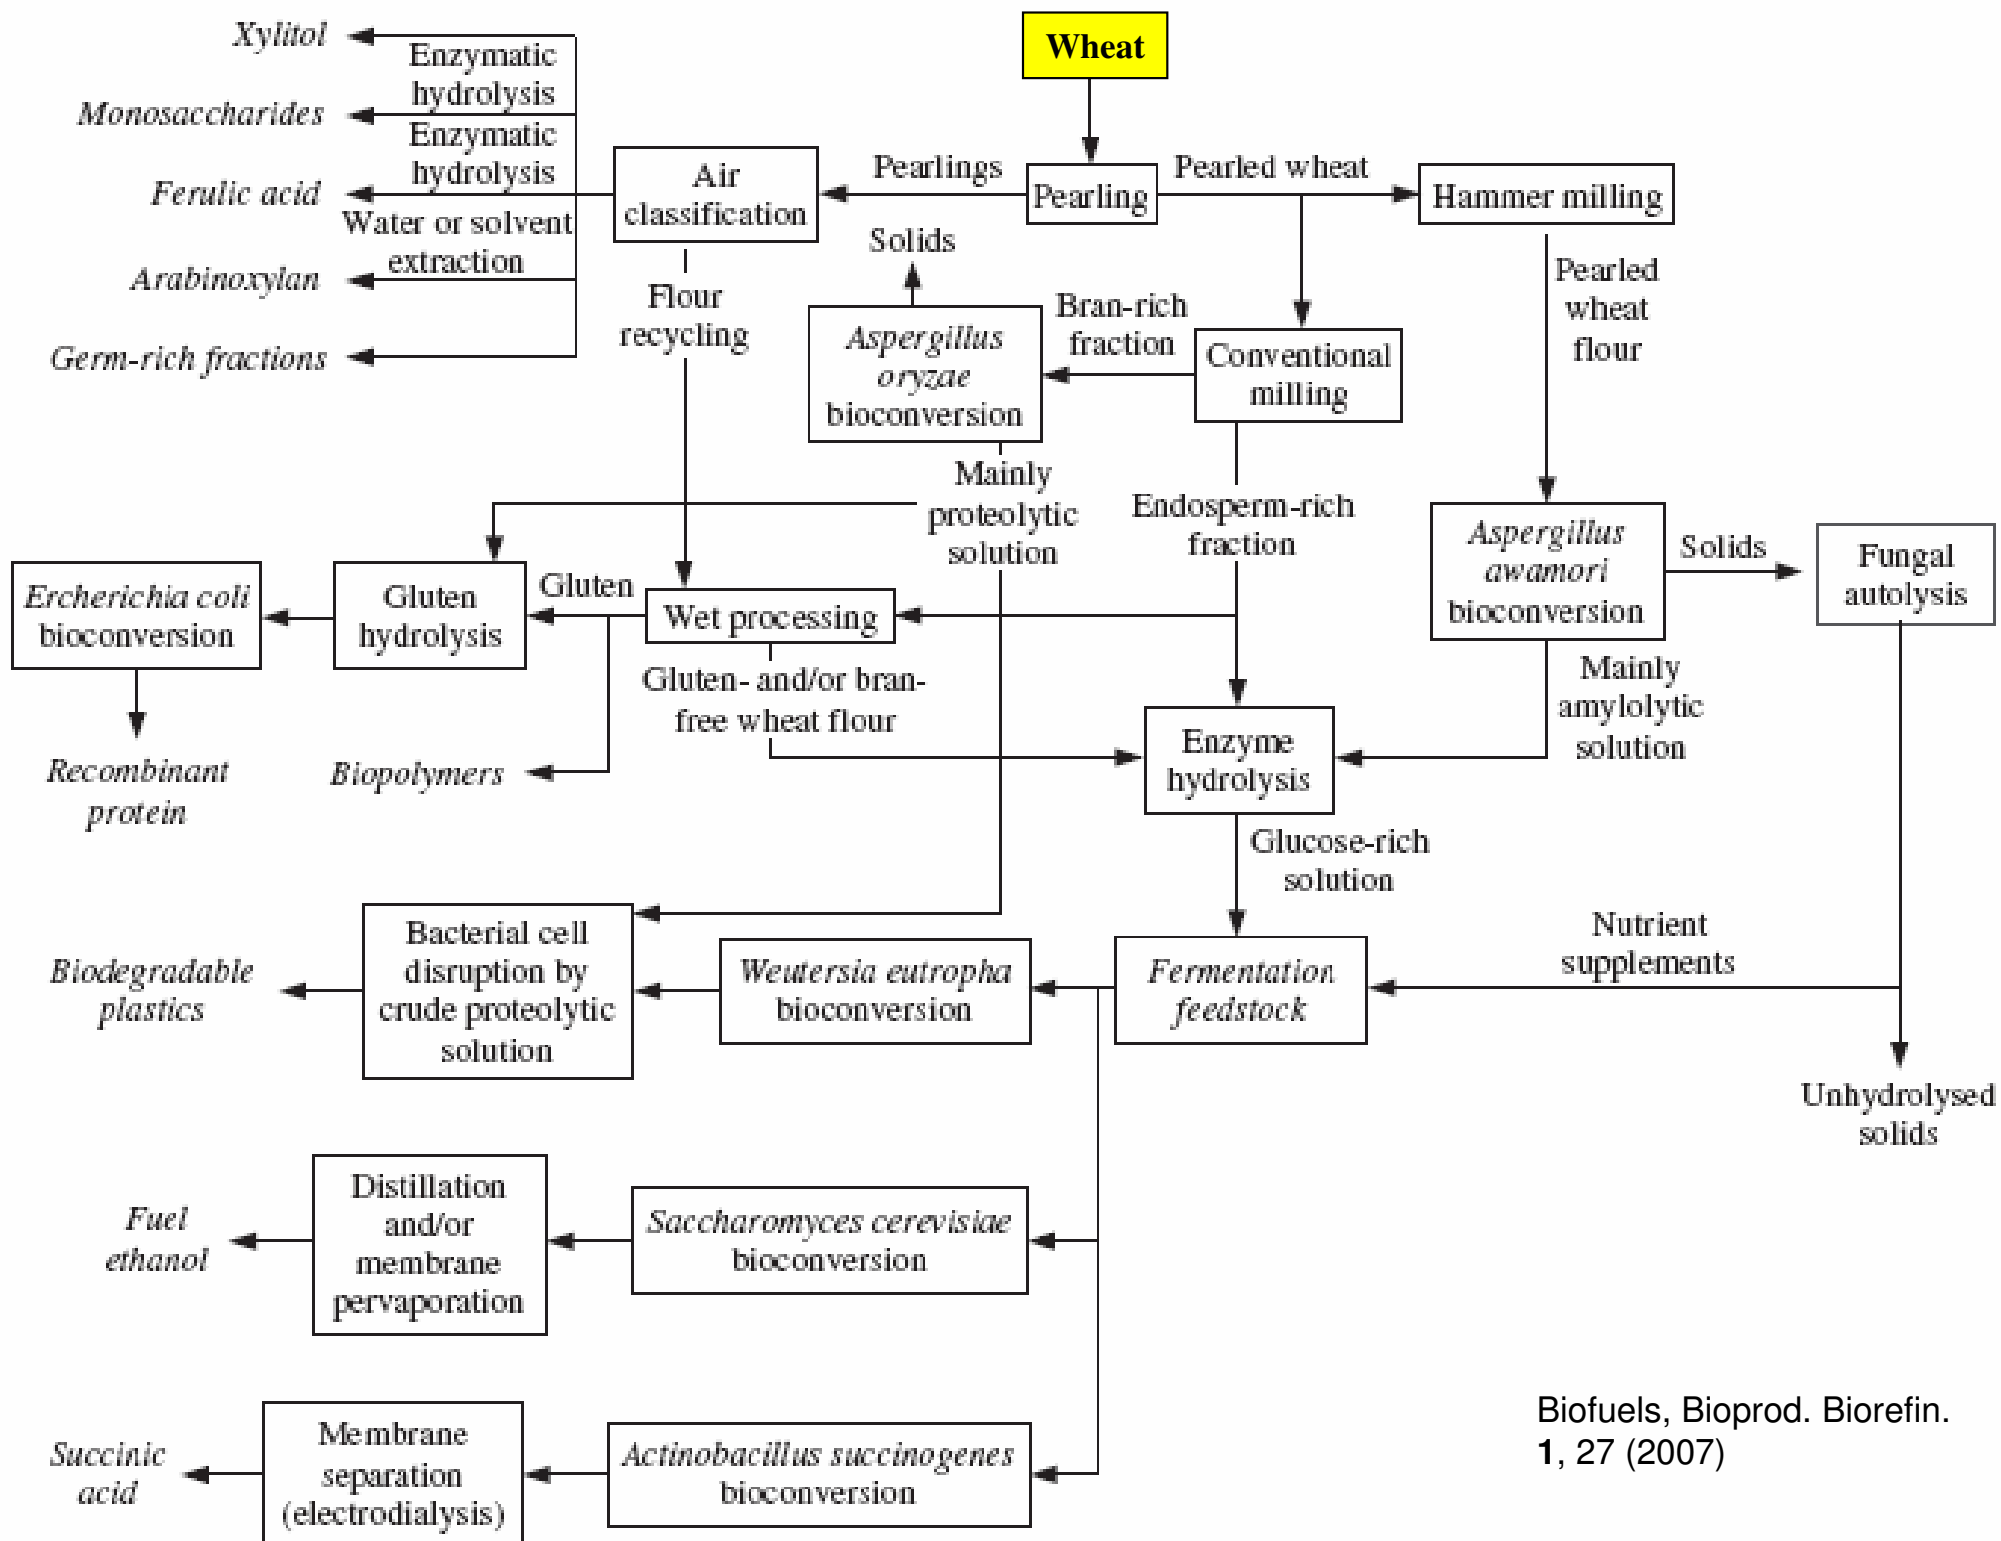 Wheat
Xylitol
Enzymatic
hydrolysis
Monosaccharides
Enzymatic
hydrolysis
Ferulic acid
Water or solvent
extraction
Arabinoxylan
Germ-rich fractions
Air
classification
Pearlings
Pearling
Pearled wheat
Hammer milling
Solids
Flour
recycling
Aspergillus
oryzae
bioconversion
Bran-rich
fraction
Conventional
milling
Pearled
wheat
flour
Mainly
proteolytic
solution
Endosperm-rich
fraction
Aspergillus
awamori
bioconversion
Solids
Fungal
autolysis
Ercherichia coli
bioconversion
Gluten
hydrolysis
Gluten
Wet processing
Gluten- and/or bran-
free wheat flour
Mainly
amylolytic
solution
Recombinant
protein
Biopolymers
Enzyme
hydrolysis
Glucose-rich
solution
Biodegradable
plastics
Bacterial cell
disruption by
crude proteolytic
solution
Weutersia eutropha
bioconversion
Fermentation
feedstock
Nutrient
supplements
Unhydrolysed
solids
Fuel
ethanol
Distillation
and/or
membrane
pervaporation
Saccharomyces cerevisiae
bioconversion
Succinic
acid
Membrane
separation
(electrodialysis)
Actinobacillus succinogenes
bioconversion
Biofuels, Bioprod. Biorefin.
1, 27 (2007)